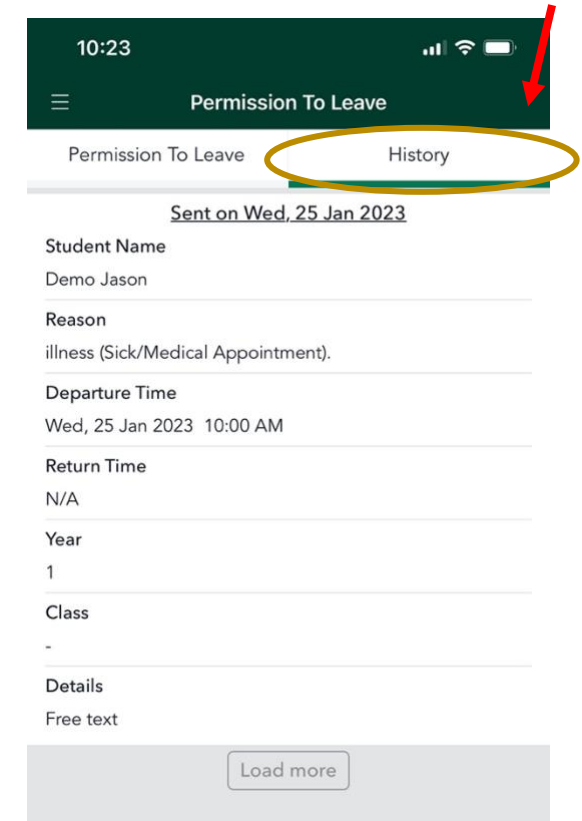 10:23
Permission To Leave
Permission To Leave
History
Sent on Wed, 25 Jan 2023
Student Name
Demo Jason
Reason
illness (Sick/Medical Appointment).
Departure Time
Wed, 25 Jan 2023  10:00 AM
Return Time
N/A
Year
1
Class
-
Details
Free text
Load more